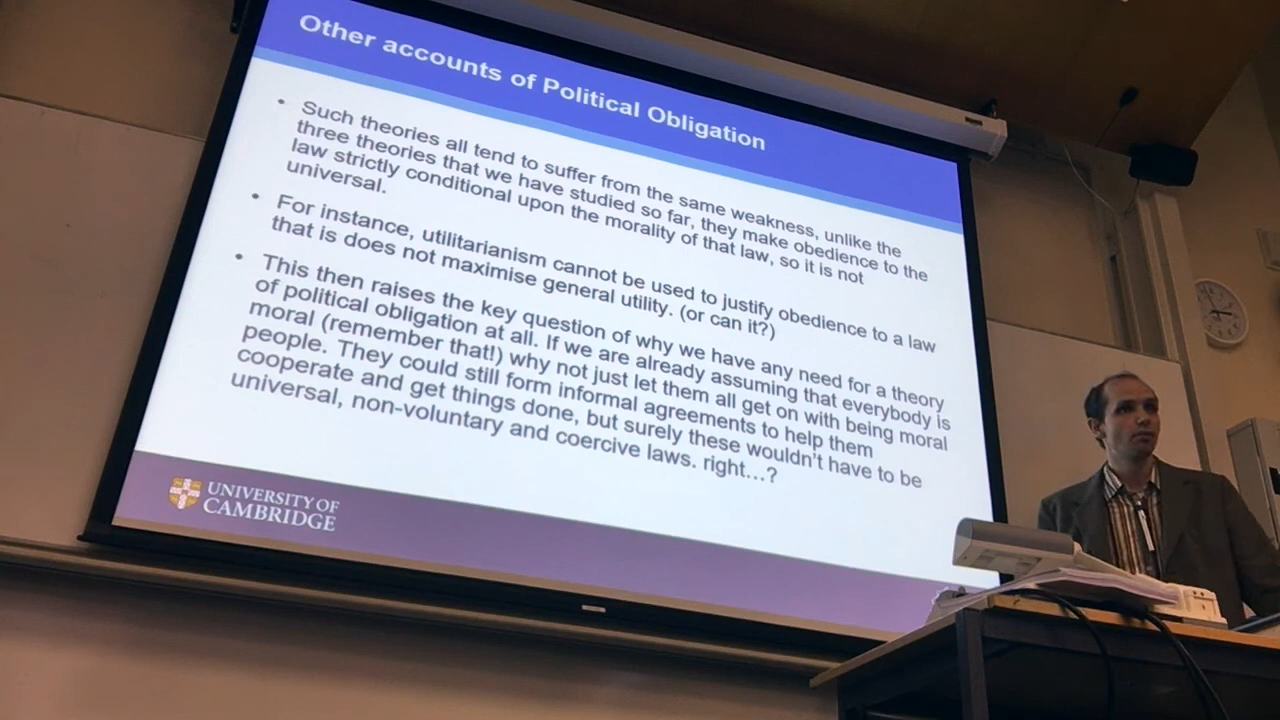 Other accounts of Political Obligation
• Such theories all tend to suffer from the same weakness, unlike the
three theories that we have studied so far, they make obedience to the
law strictly conditional upon the morality of that law, so it is not
universal.
• For instance, utilitarianism cannot be used to justify obedience to a law
that is does not maximise general utility. (or can it?)
• This then raises the key question of why we have any need for a theory
of political obligation at all. If we are already assuming that everybody is
moral (remember that!) why not just let them all get on with being moral
people. They could still form informal agreements to help them
cooperate and get things done, but surely these wouldn't have to be
universal, non-voluntary and coercive laws. right...?
UNIVERSITY OF
CAMBRIDGE